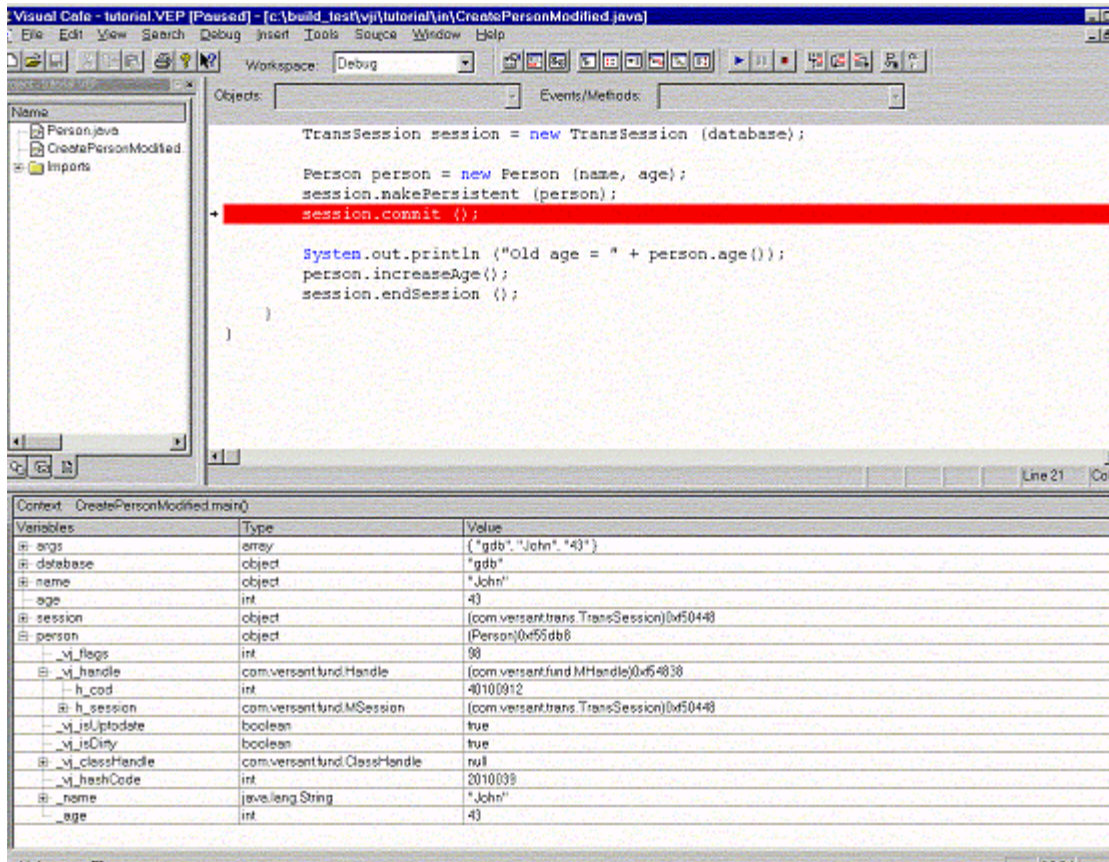 Visual Cafe - tutorial.VEP [Paused] - [c:\build_test\vji\tutorial\in\CreatePersonModified.java]
File Edit View Search Debug Insert Tools Source Window Help
Workspace: Debug
Objects: Events/Methods:
Name
Person.java
CreatePersonModified
Imports
TransSession session = new TransSession (database);
Person person = new Person (name, age);
session.makePersistent (person);
session.commit ();
System.out.println ("Old age = " + person.age());
person.increaseAge();
session.endSession ();
}
}
Line 21 Co
Context: CreatePersonModified.main()
Variables Type Value
args array { "gdb", "John", "43" }
database object "gdb"
name object "John"
age int 43
session object (com.versant.trans.TransSession)0xf50448
person object (Person)0xf55db8
_vj_flags int 98
_vj_handle com.versant.fund.Handle (com.versant.fund.MHandle)0xf54838
h_cod int 40100912
h_session com.versant.fund.MSession (com.versant.trans.TransSession)0xf50448
_vj_isUptodate boolean true
_vj_isDirty boolean true
_vj_classHandle com.versant.fund.ClassHandle null
_vj_hashCode int 2010039
_name java.lang.String "John"
_age int 43